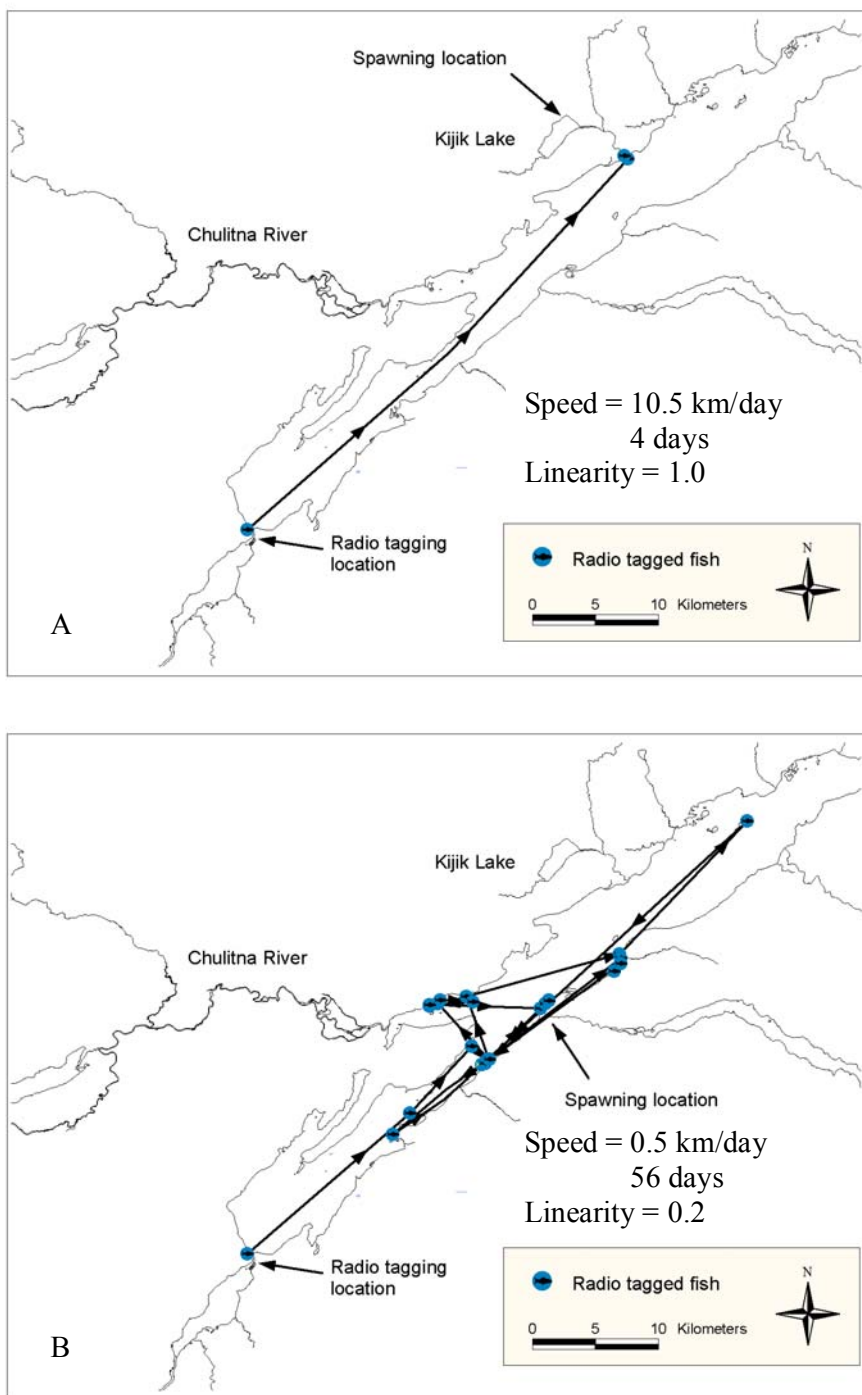 Spawning location
Kijik Lake
Chulitna River
Speed = 10.5 km/day
4 days
Linearity = 1.0
Radio tagging
location
N
Radio tagged fish
0 5 10 Kilometers
A
Kijik Lake
Chulitna River
Spawning location
Speed = 0.5 km/day
56 days
Linearity = 0.2
Radio tagging
location
N
Radio tagged fish
0 5 10 Kilometers
B